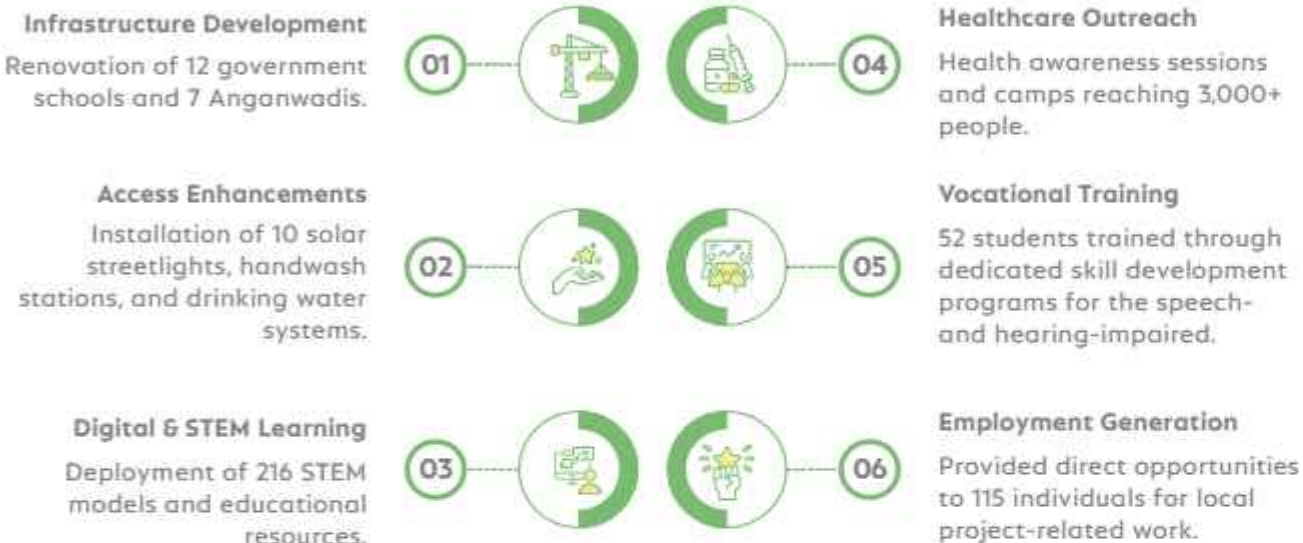 Infrastructure Development
Renovation of 12 government
schools and 7 Anganwadis.
01
Access Enhancements
Installation of 10 solar
streetlights, handwash
stations, and drinking water
systems.
02
Digital & STEM Learning
Deployment of 216 STEM
models and educational
resources.
03
Healthcare Outreach
04
Health awareness sessions
and camps reaching 3,000+
people.
Vocational Training
05
52 students trained through
dedicated skill development
programs for the speech-
and hearing-impaired.
Employment Generation
06
Provided direct opportunities
to 115 individuals for local
project-related work.